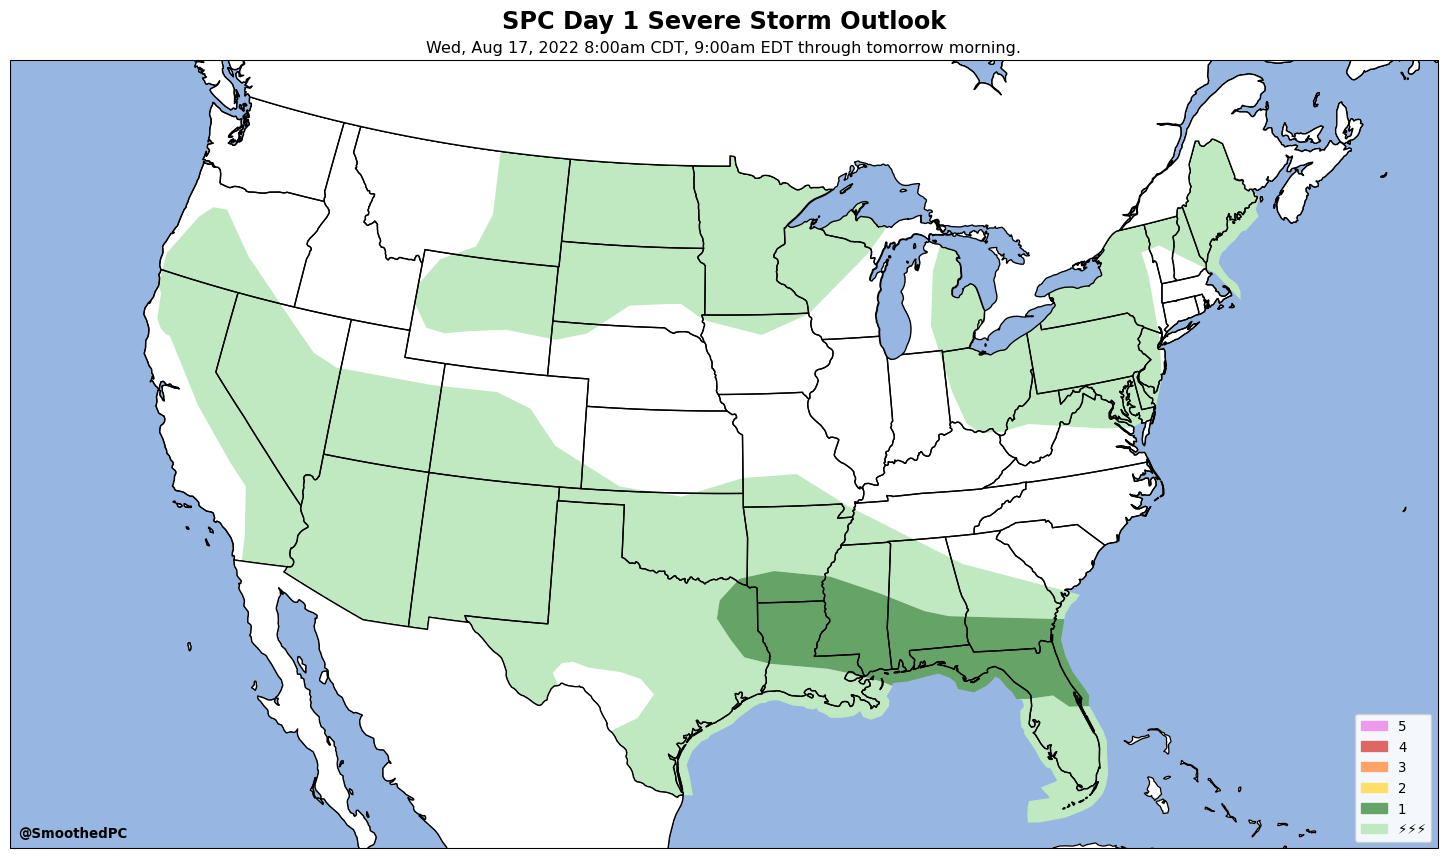 SPC Day 1 Severe Storm Outlook
Wed, Aug 17, 2022 8:00am CDT, 9:00am EDT through tomorrow morning.
5
4
3
2
1
⚡⚡⚡
@SmoothedPC